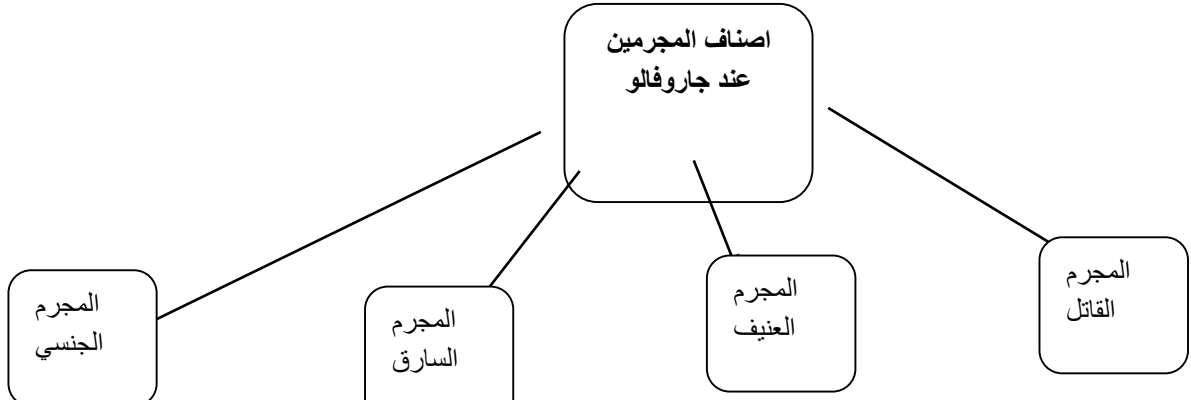 اصناف المجرمين
عند جاروفالو
المجرم
القاتل
المجرم
العنيف
المجرم
السارق
المجرم
الجنسي